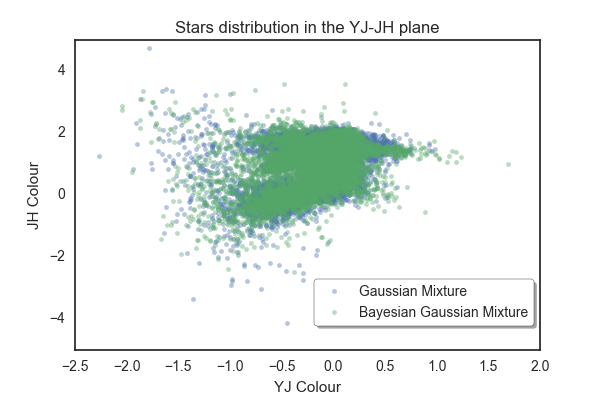 Stars distribution in the YJ-JH plane
4
2
0
−2
−4
JH Colour
Gaussian Mixture
Bayesian Gaussian Mixture
−2.5 −2.0 −1.5 −1.0 −0.5 0.0 0.5 1.0 1.5 2.0
YJ Colour